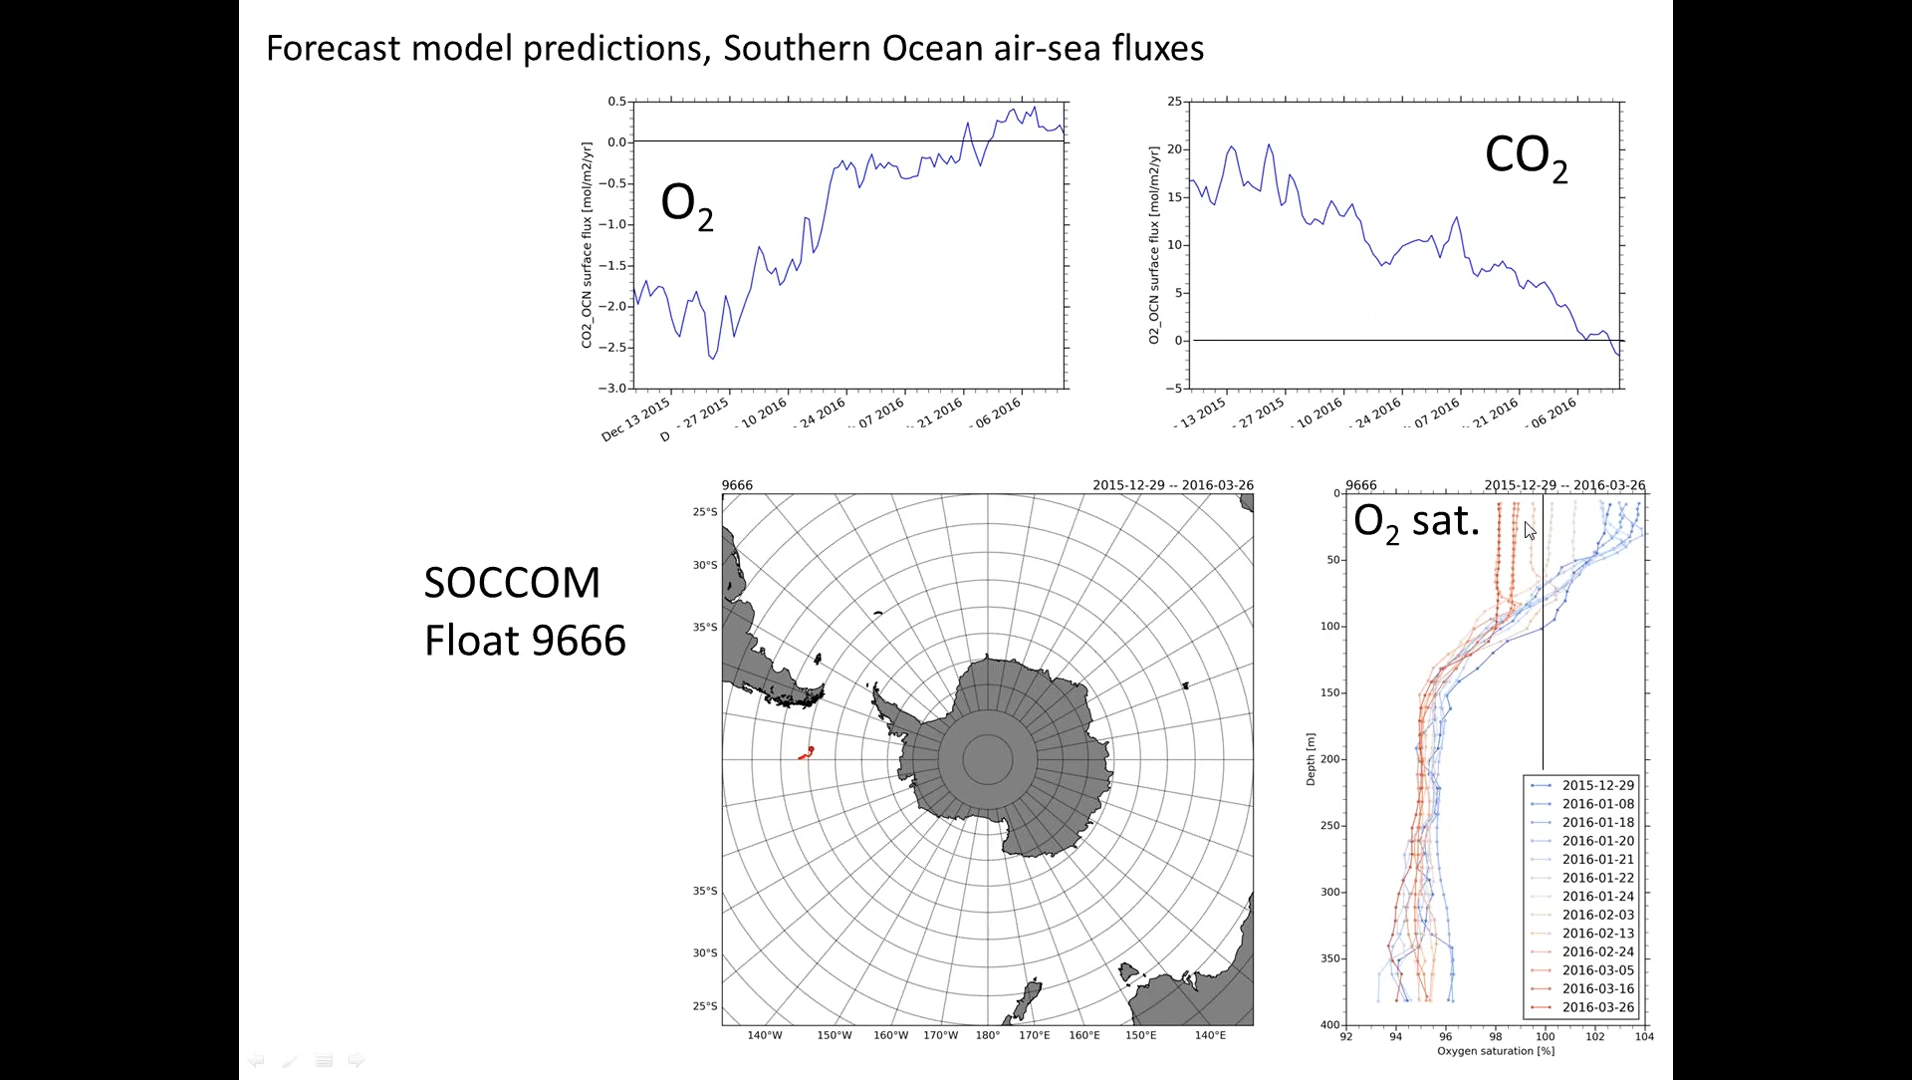 Forecast model predictions, Southern Ocean air-sea fluxes
0.5
0.0
−0.5
−1.0
−1.5
−2.0
−2.5
−3.0
CO2_OCN surface flux [mol/m2/yr]
O2
Dec 13 2015
D - 27 2015
- 10 2016
- 24 2016
07 2016
21 2016
- 06 2016
25
20
15
10
5
0
−5
O2_OCN surface flux [mol/m2/yr]
CO2
- 13 2015
- 27 2015
- 10 2016
- 24 2016
07 2016
21 2016
- 06 2016
SOCCOM
Float 9666
9666 2015-12-29 -- 2016-03-26
25°S
30°S
35°S
35°S
30°S
25°S
140°W 150°W 160°W 170°W 180° 170°E 160°E 150°E 140°E
9666 2015-12-29 -- 2016-03-26
O2 sat.
0
50
100
150
200
250
300
350
400
Depth [m]
2015-12-29
2016-01-08
2016-01-18
2016-01-20
2016-01-21
2016-01-22
2016-01-24
2016-02-03
2016-02-13
2016-02-24
2016-03-05
2016-03-16
2016-03-26
92 94 96 98 100 102 104
Oxygen saturation [%]